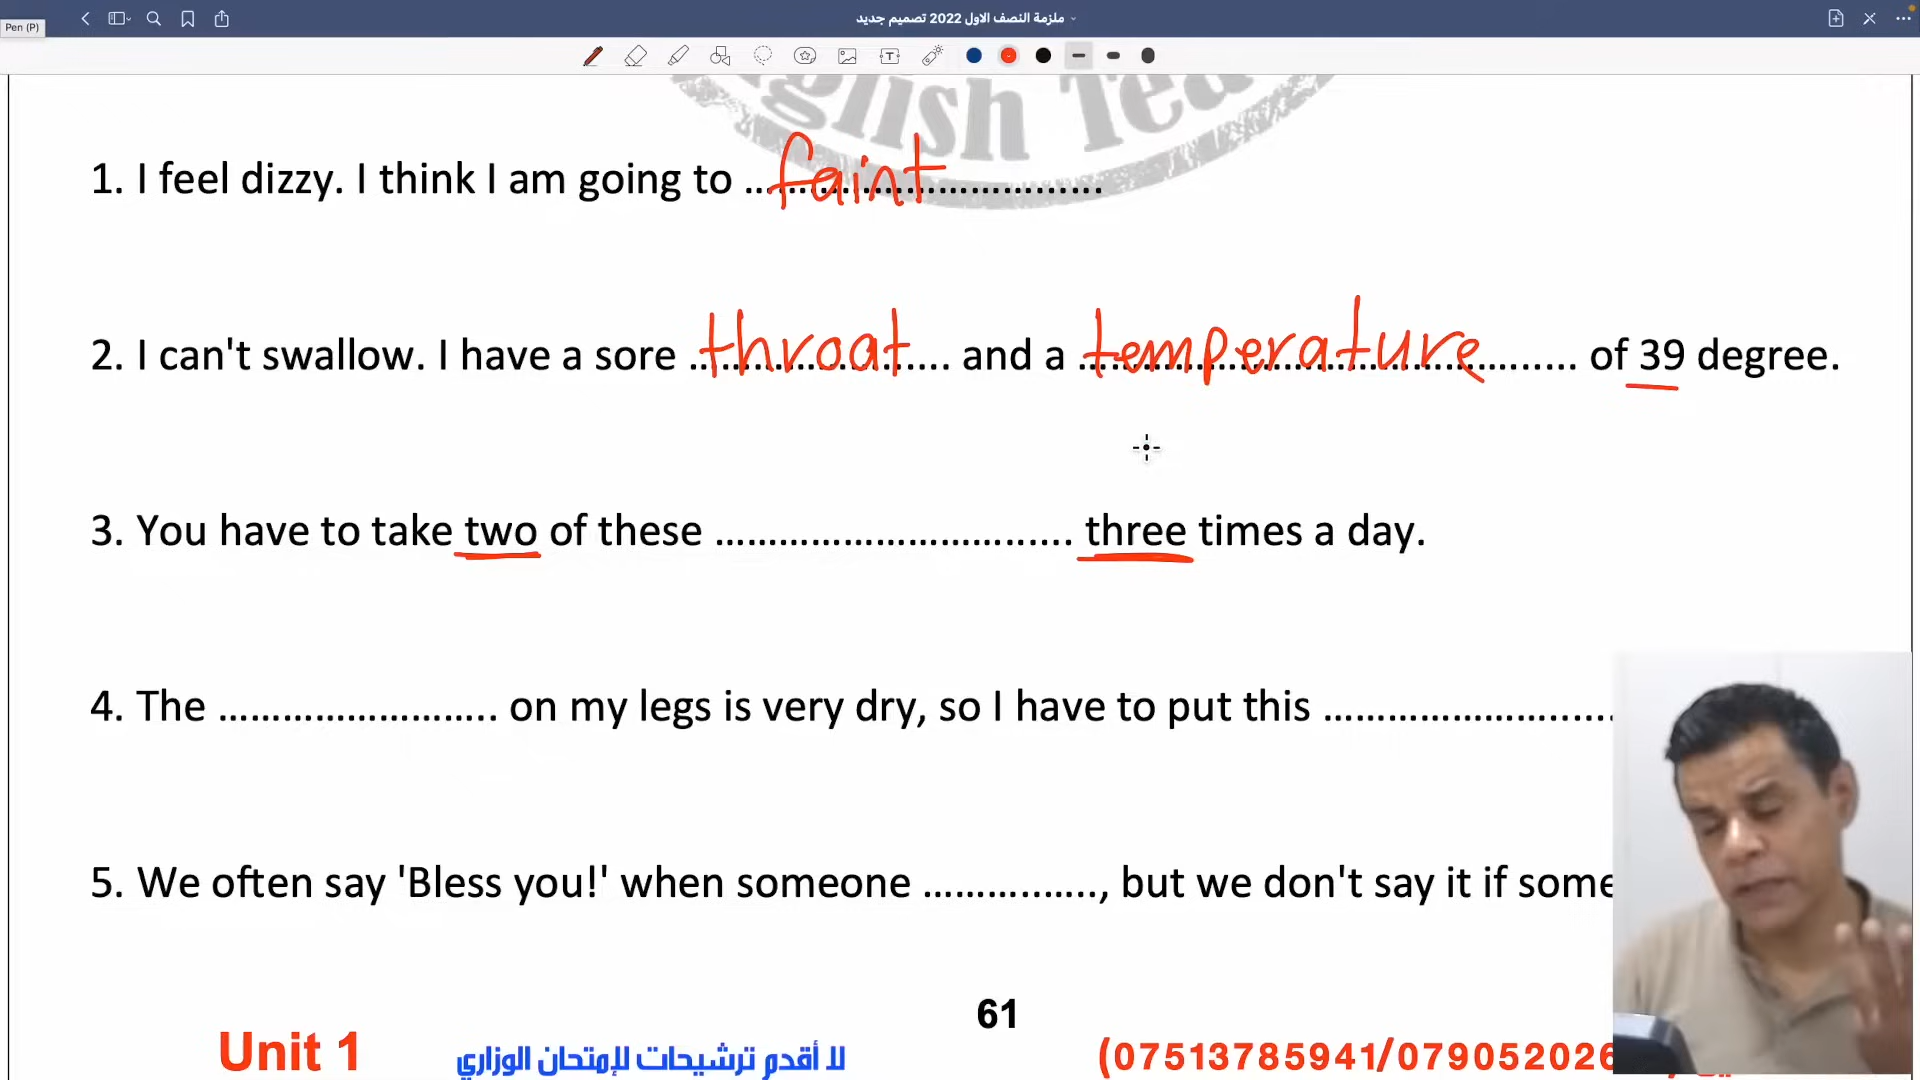 Pen (P)
ملزمة النصف الاول 2022 تصميم جديد
English Tea
1. I feel dizzy. I think I am going to ... faint ...
2. I can't swallow. I have a sore ... throat ... and a ... temperature ... of 39 degree.
3. You have to take two of these .................................. three times a day.
4. The .......................... on my legs is very dry, so I have to put this ............................
5. We often say 'Bless you!' when someone ................, but we don't say it if some
61
Unit 1 لا أقدم ترشيحات للإمتحان الوزاري (07513785941/079052026